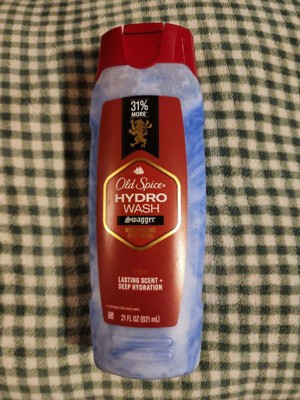 31%
MORE*
Old Spice
HYDRO
WASH
Swagger
LASTING SCENT +
DEEP HYDRATION
21 FL OZ (621 mL)